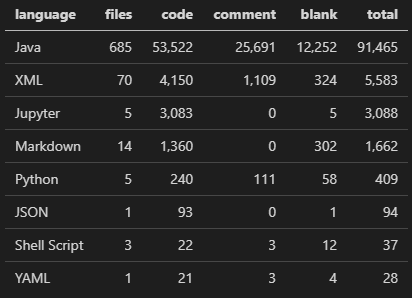 language files code comment blank total
Java 685 53,522 25,691 12,252 91,465
XML 70 4,150 1,109 324 5,583
Jupyter 5 3,083 0 5 3,088
Markdown 14 1,360 0 302 1,662
Python 5 240 111 58 409
JSON 1 93 0 1 94
Shell Script 3 22 3 12 37
YAML 1 21 3 4 28